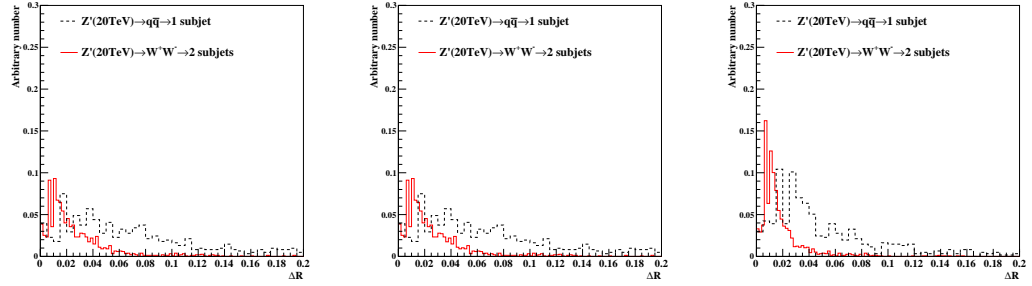 Arbitrary number
0.3
0.25
0.2
0.15
0.1
0.05
0
Z'(20TeV)→qq̄→1 subjet
Z'(20TeV)→W⁺W⁻→2 subjets
0 0.02 0.04 0.06 0.08 0.1 0.12 0.14 0.16 0.18 0.2
ΔR
Arbitrary number
0.3
0.25
0.2
0.15
0.1
0.05
0
Z'(20TeV)→qq̄→1 subjet
Z'(20TeV)→W⁺W⁻→2 subjets
0 0.02 0.04 0.06 0.08 0.1 0.12 0.14 0.16 0.18 0.2
ΔR
Arbitrary number
0.3
0.25
0.2
0.15
0.1
0.05
0
Z'(20TeV)→qq̄→1 subjet
Z'(20TeV)→W⁺W⁻→2 subjets
0 0.02 0.04 0.06 0.08 0.1 0.12 0.14 0.16 0.18 0.2
ΔR